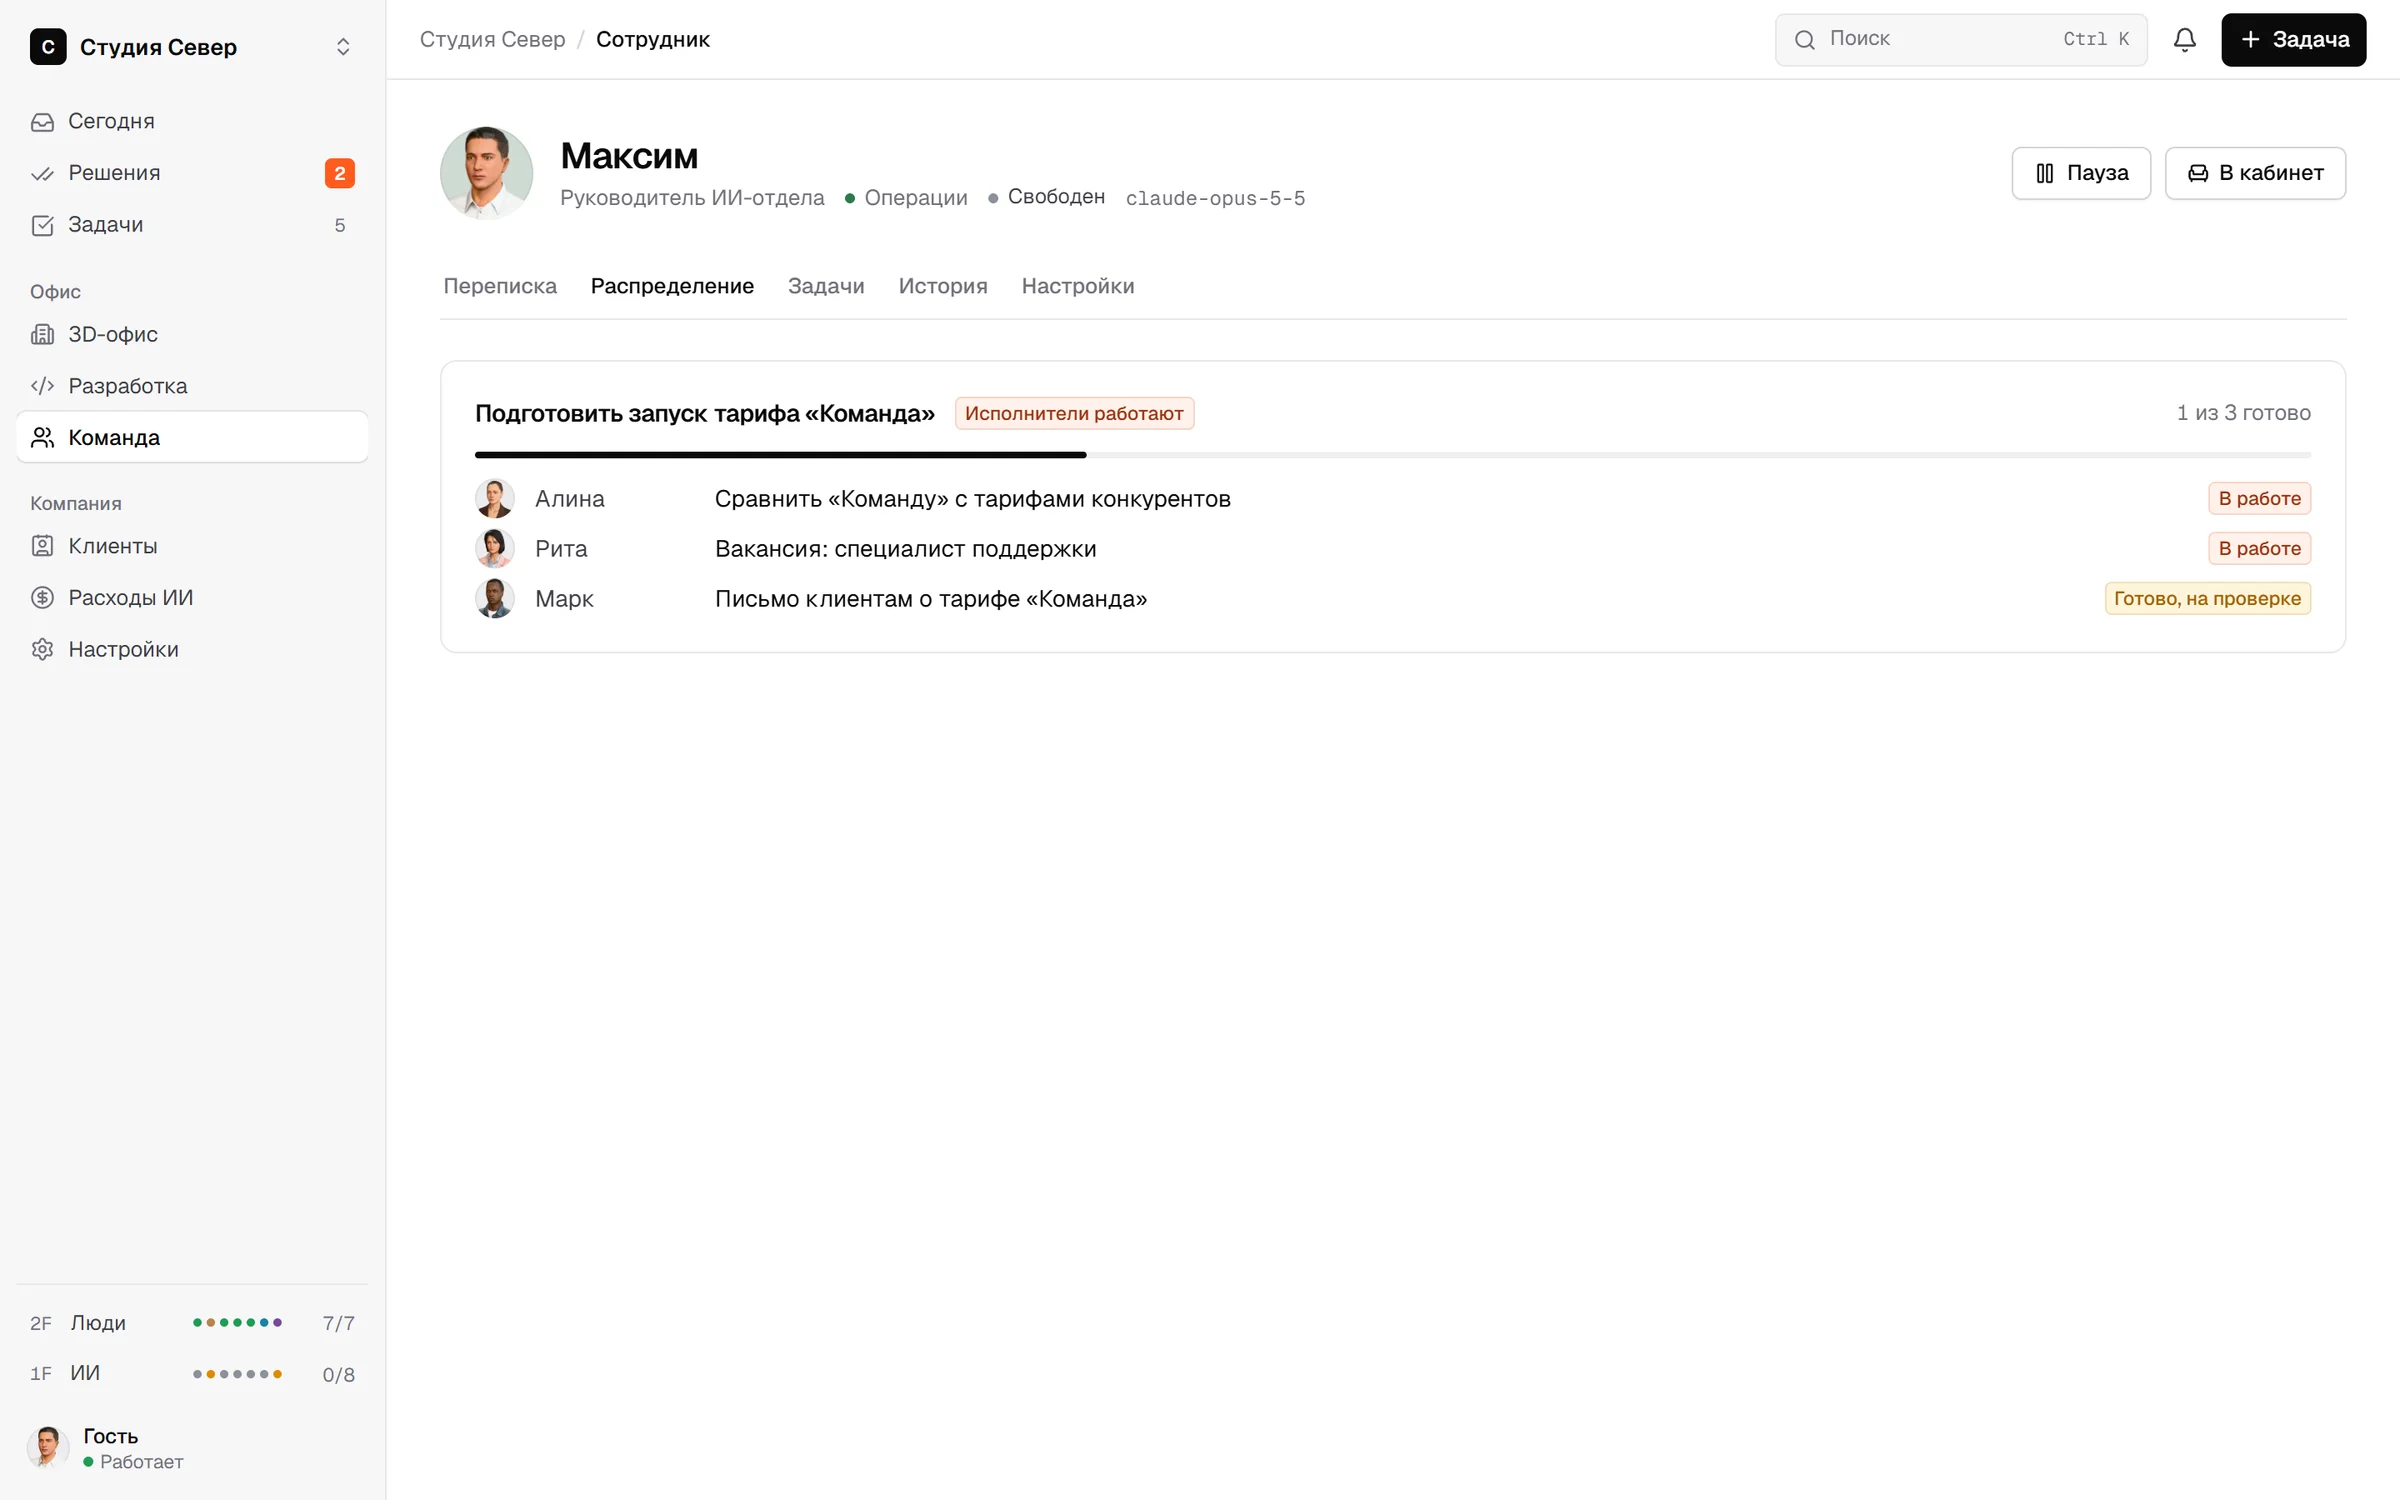 С Студия Север
Студия Север / Сотрудник
Поиск Ctrl K
Задача
Сегодня
Решения 2
Задачи 5
Офис
3D-офис
Разработка
Команда
Компания
Клиенты
Расходы ИИ
Настройки
2F Люди 7/7
1F ИИ 0/8
Гость
Работает
Максим
Руководитель ИИ-отдела Операции Свободен claude-opus-5-5
Пауза В кабинет
Переписка Распределение Задачи История Настройки
Подготовить запуск тарифа «Команда» Исполнители работают 1 из 3 готово
Алина Сравнить «Команду» с тарифами конкурентов В работе
Рита Вакансия: специалист поддержки В работе
Марк Письмо клиентам о тарифе «Команда» Готово, на проверке